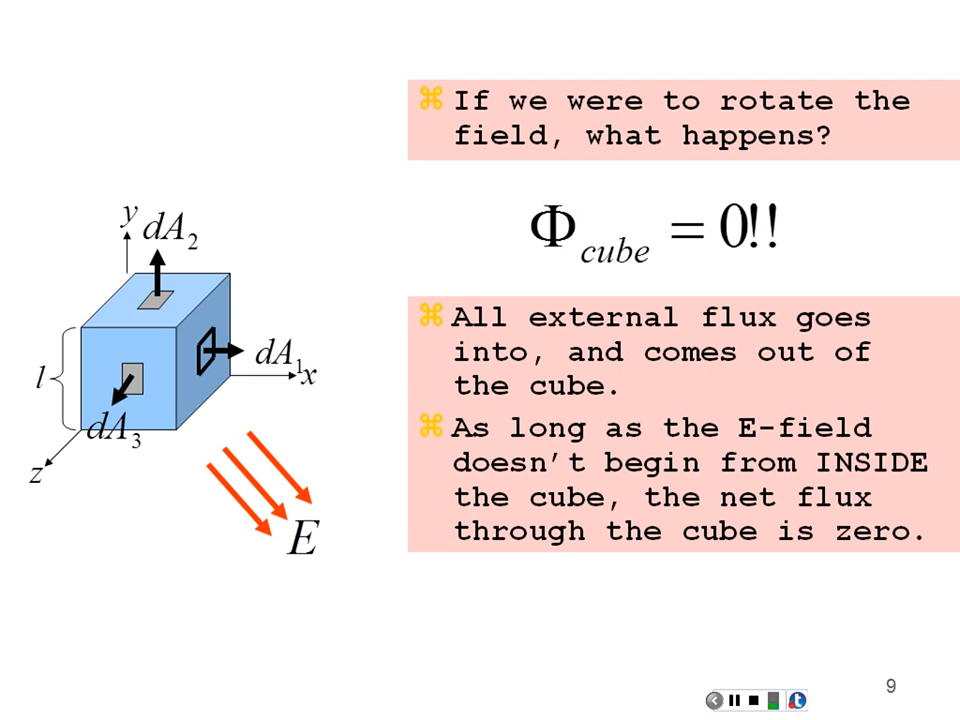 ⌘ If we were to rotate the
field, what happens?
Φcube = 0!!
⌘ All external flux goes
into, and comes out of
the cube.
⌘ As long as the E-field
doesn't begin from INSIDE
the cube, the net flux
through the cube is zero.
y
dA2
dA1
x
l
dA3
z
E
9